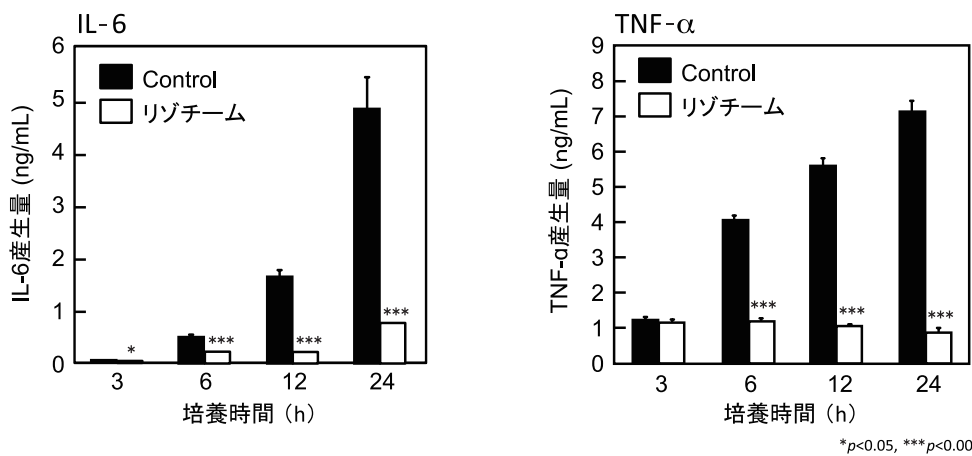 IL-6
IL-6産生量 (ng/mL)
6
5
4
3
2
1
0
Control
リゾチーム
*
***
***
***
3 6 12 24
培養時間 (h)
TNF-α
TNF-α産生量 (ng/mL)
9
8
7
6
5
4
3
2
1
0
Control
リゾチーム
***
***
***
3 6 12 24
培養時間 (h)
*p<0.05, ***p<0.00